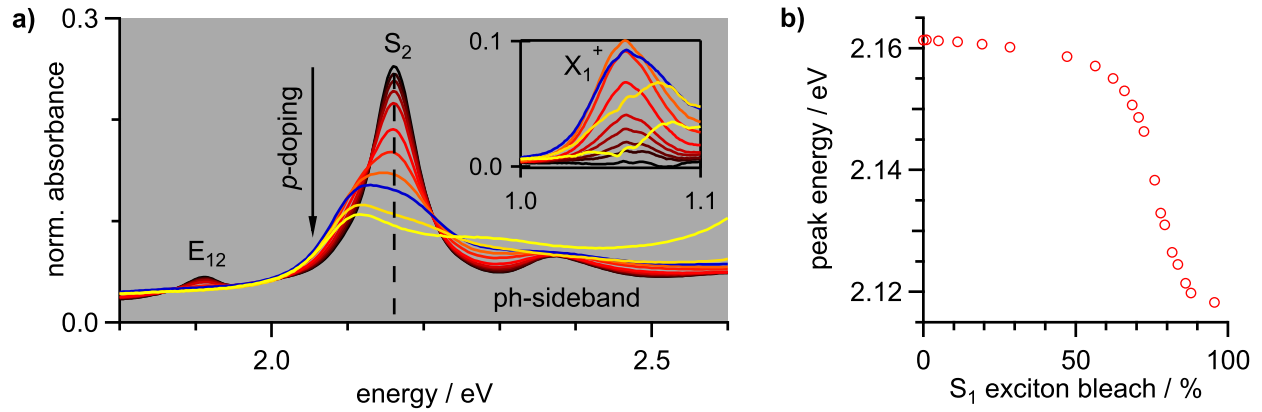 a)
0.3
0.0
norm. absorbance
p-doping
S2
E12
ph-sideband
2.0
2.5
energy / eV
0.1
0.0
X1+
1.0
1.1
b)
2.16
2.14
2.12
peak energy / eV
0
50
100
S1 exciton bleach / %